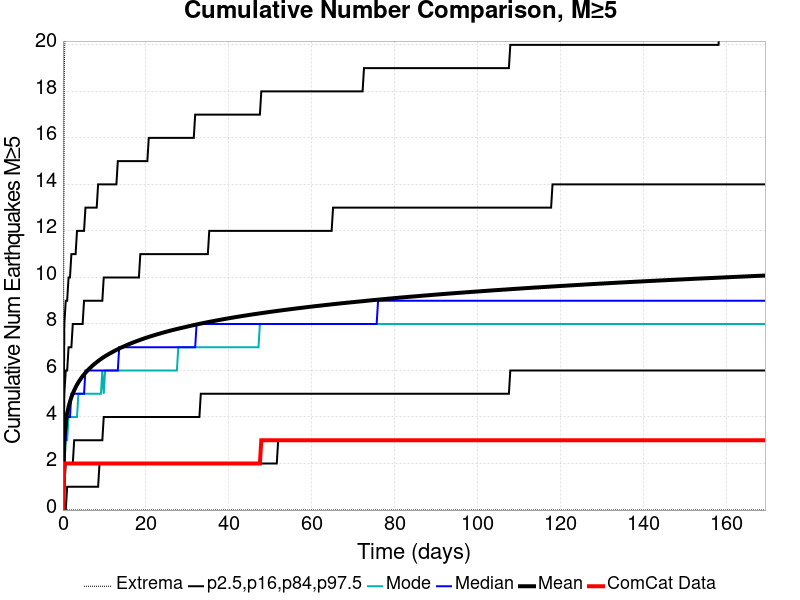 Cumulative Number Comparison, M≥5
Cumulative Num Earthquakes M≥5
20
18
16
14
12
10
8
6
4
2
0
0 20 40 60 80 100 120 140 160
Time (days)
Extrema p2.5,p16,p84,p97.5 Mode Median Mean ComCat Data